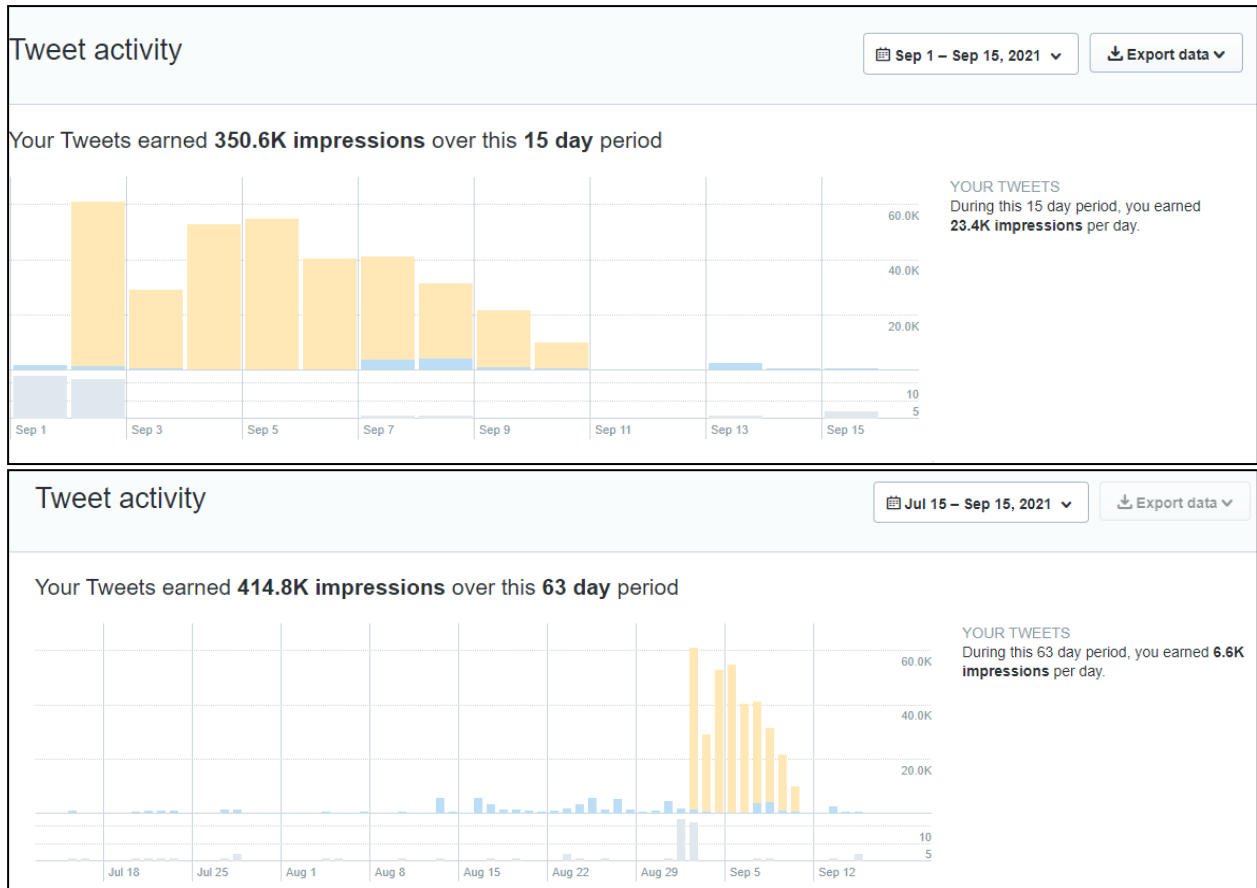 Tweet activity
Sep 1 – Sep 15, 2021
Export data
Your Tweets earned 350.6K impressions over this 15 day period
YOUR TWEETS
During this 15 day period, you earned
23.4K impressions per day.
60.0K
40.0K
20.0K
10
5
Sep 1 Sep 3 Sep 5 Sep 7 Sep 9 Sep 11 Sep 13 Sep 15
Tweet activity
Jul 15 – Sep 15, 2021
Export data
Your Tweets earned 414.8K impressions over this 63 day period
YOUR TWEETS
During this 63 day period, you earned 6.6K
impressions per day.
60.0K
40.0K
20.0K
10
5
Jul 18 Jul 25 Aug 1 Aug 8 Aug 15 Aug 22 Aug 29 Sep 5 Sep 12